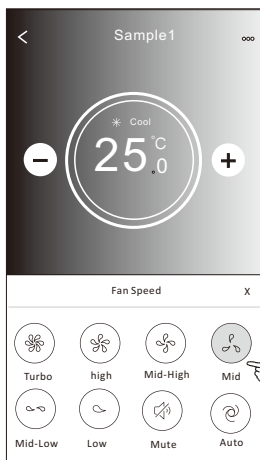 Sample1
Cool
25.0°C
Fan Speed X
Turbo high Mid-High Mid
Mid-Low Low Mute Auto